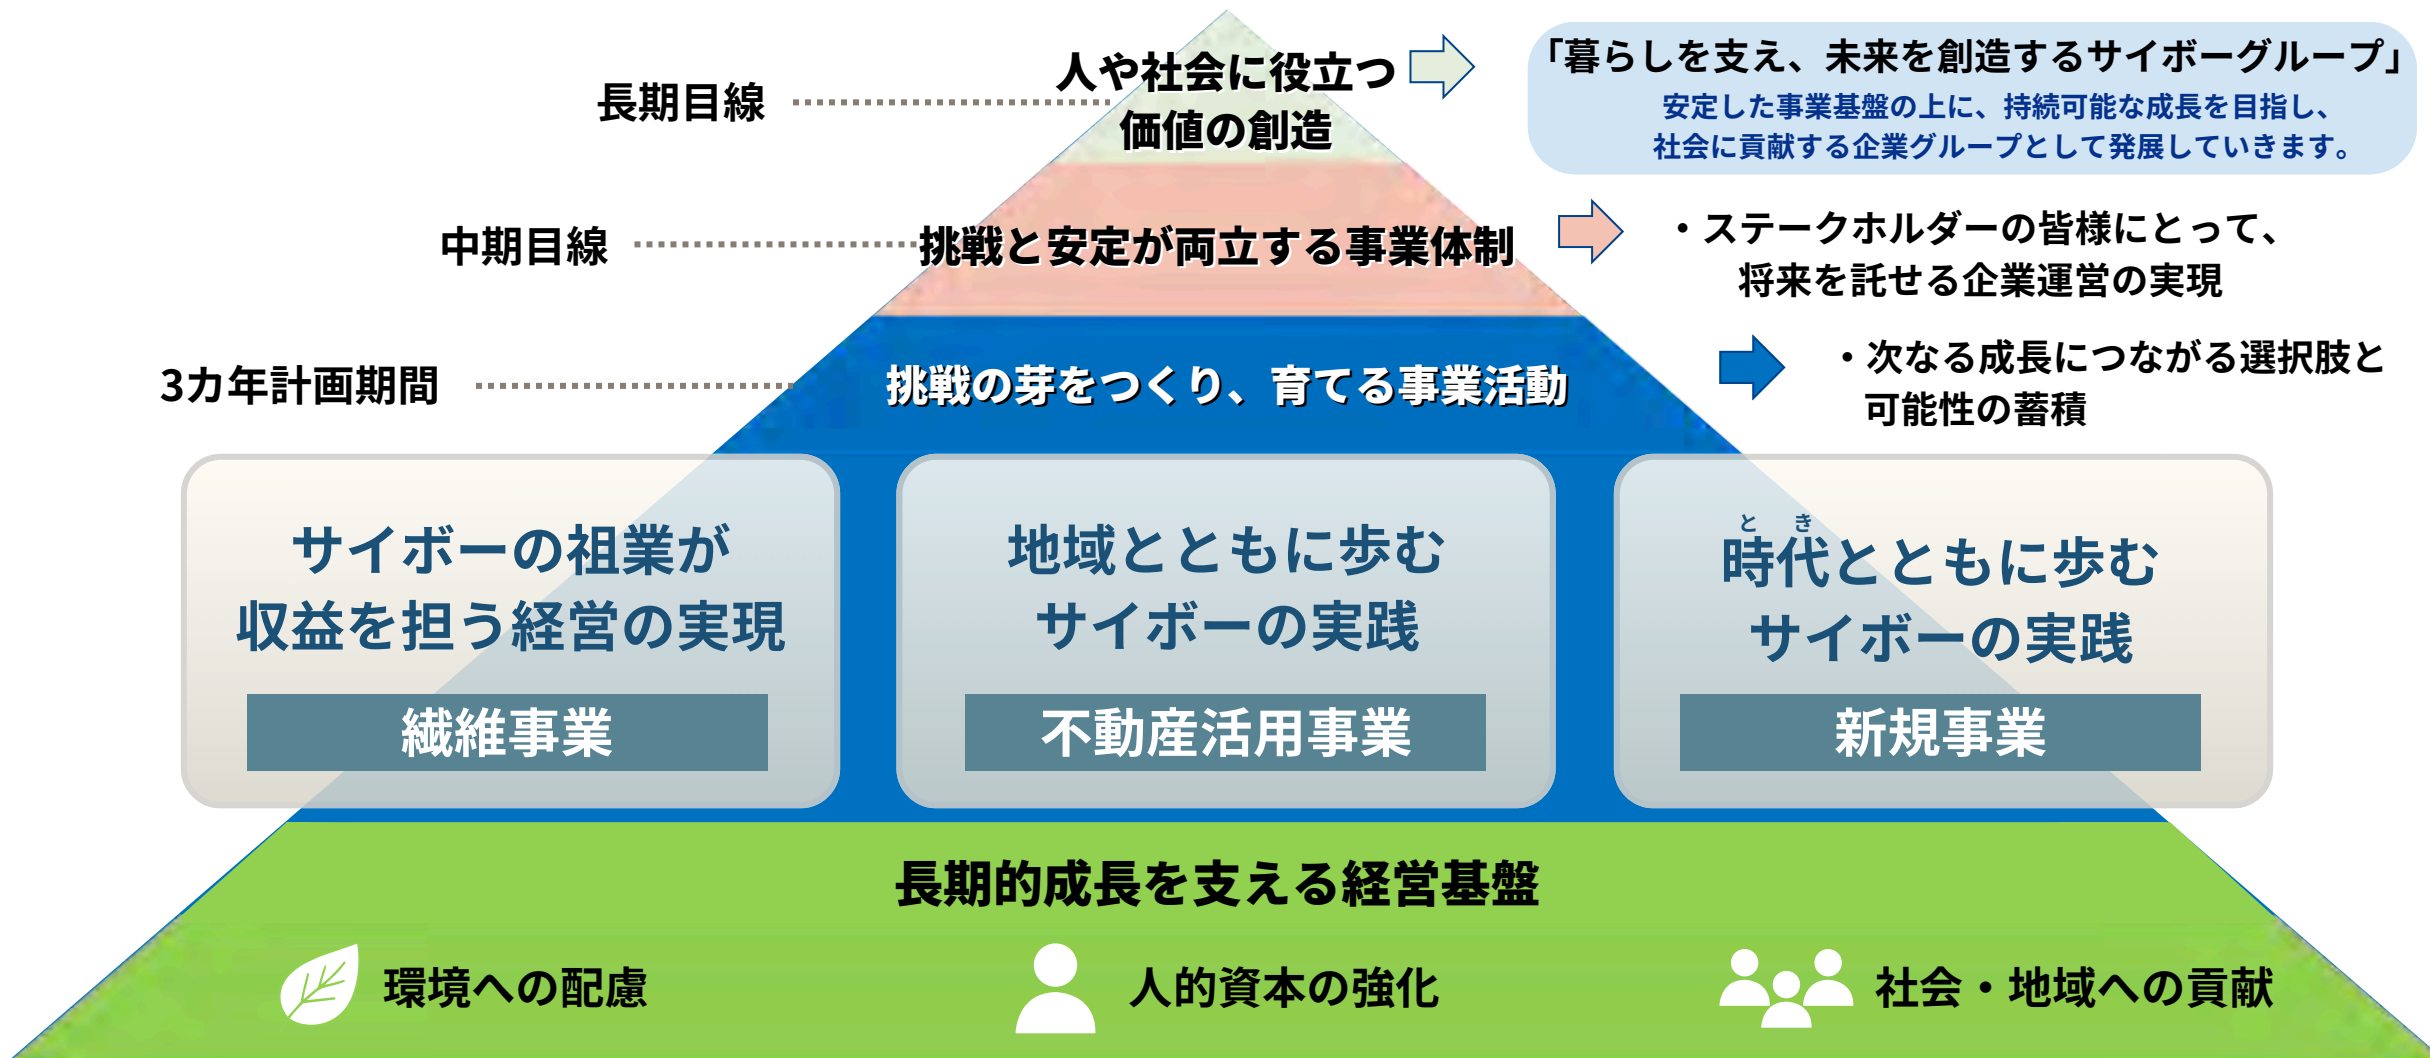 長期目線
人や社会に役立つ
価値の創造
「暮らしを支え、未来を創造するサイボーグループ」
安定した事業基盤の上に、持続可能な成長を目指し、
社会に貢献する企業グループとして発展していきます。
中期目線
挑戦と安定が両立する事業体制
・ステークホルダーの皆様にとって、
将来を託せる企業運営の実現
3カ年計画期間
挑戦の芽をつくり、育てる事業活動
・次なる成長につながる選択肢と
可能性の蓄積
サイボーの祖業が
収益を担う経営の実現
繊維事業
地域とともに歩む
サイボーの実践
不動産活用事業
とき
時代とともに歩む
サイボーの実践
新規事業
長期的成長を支える経営基盤
環境への配慮
人的資本の強化
社会・地域への貢献